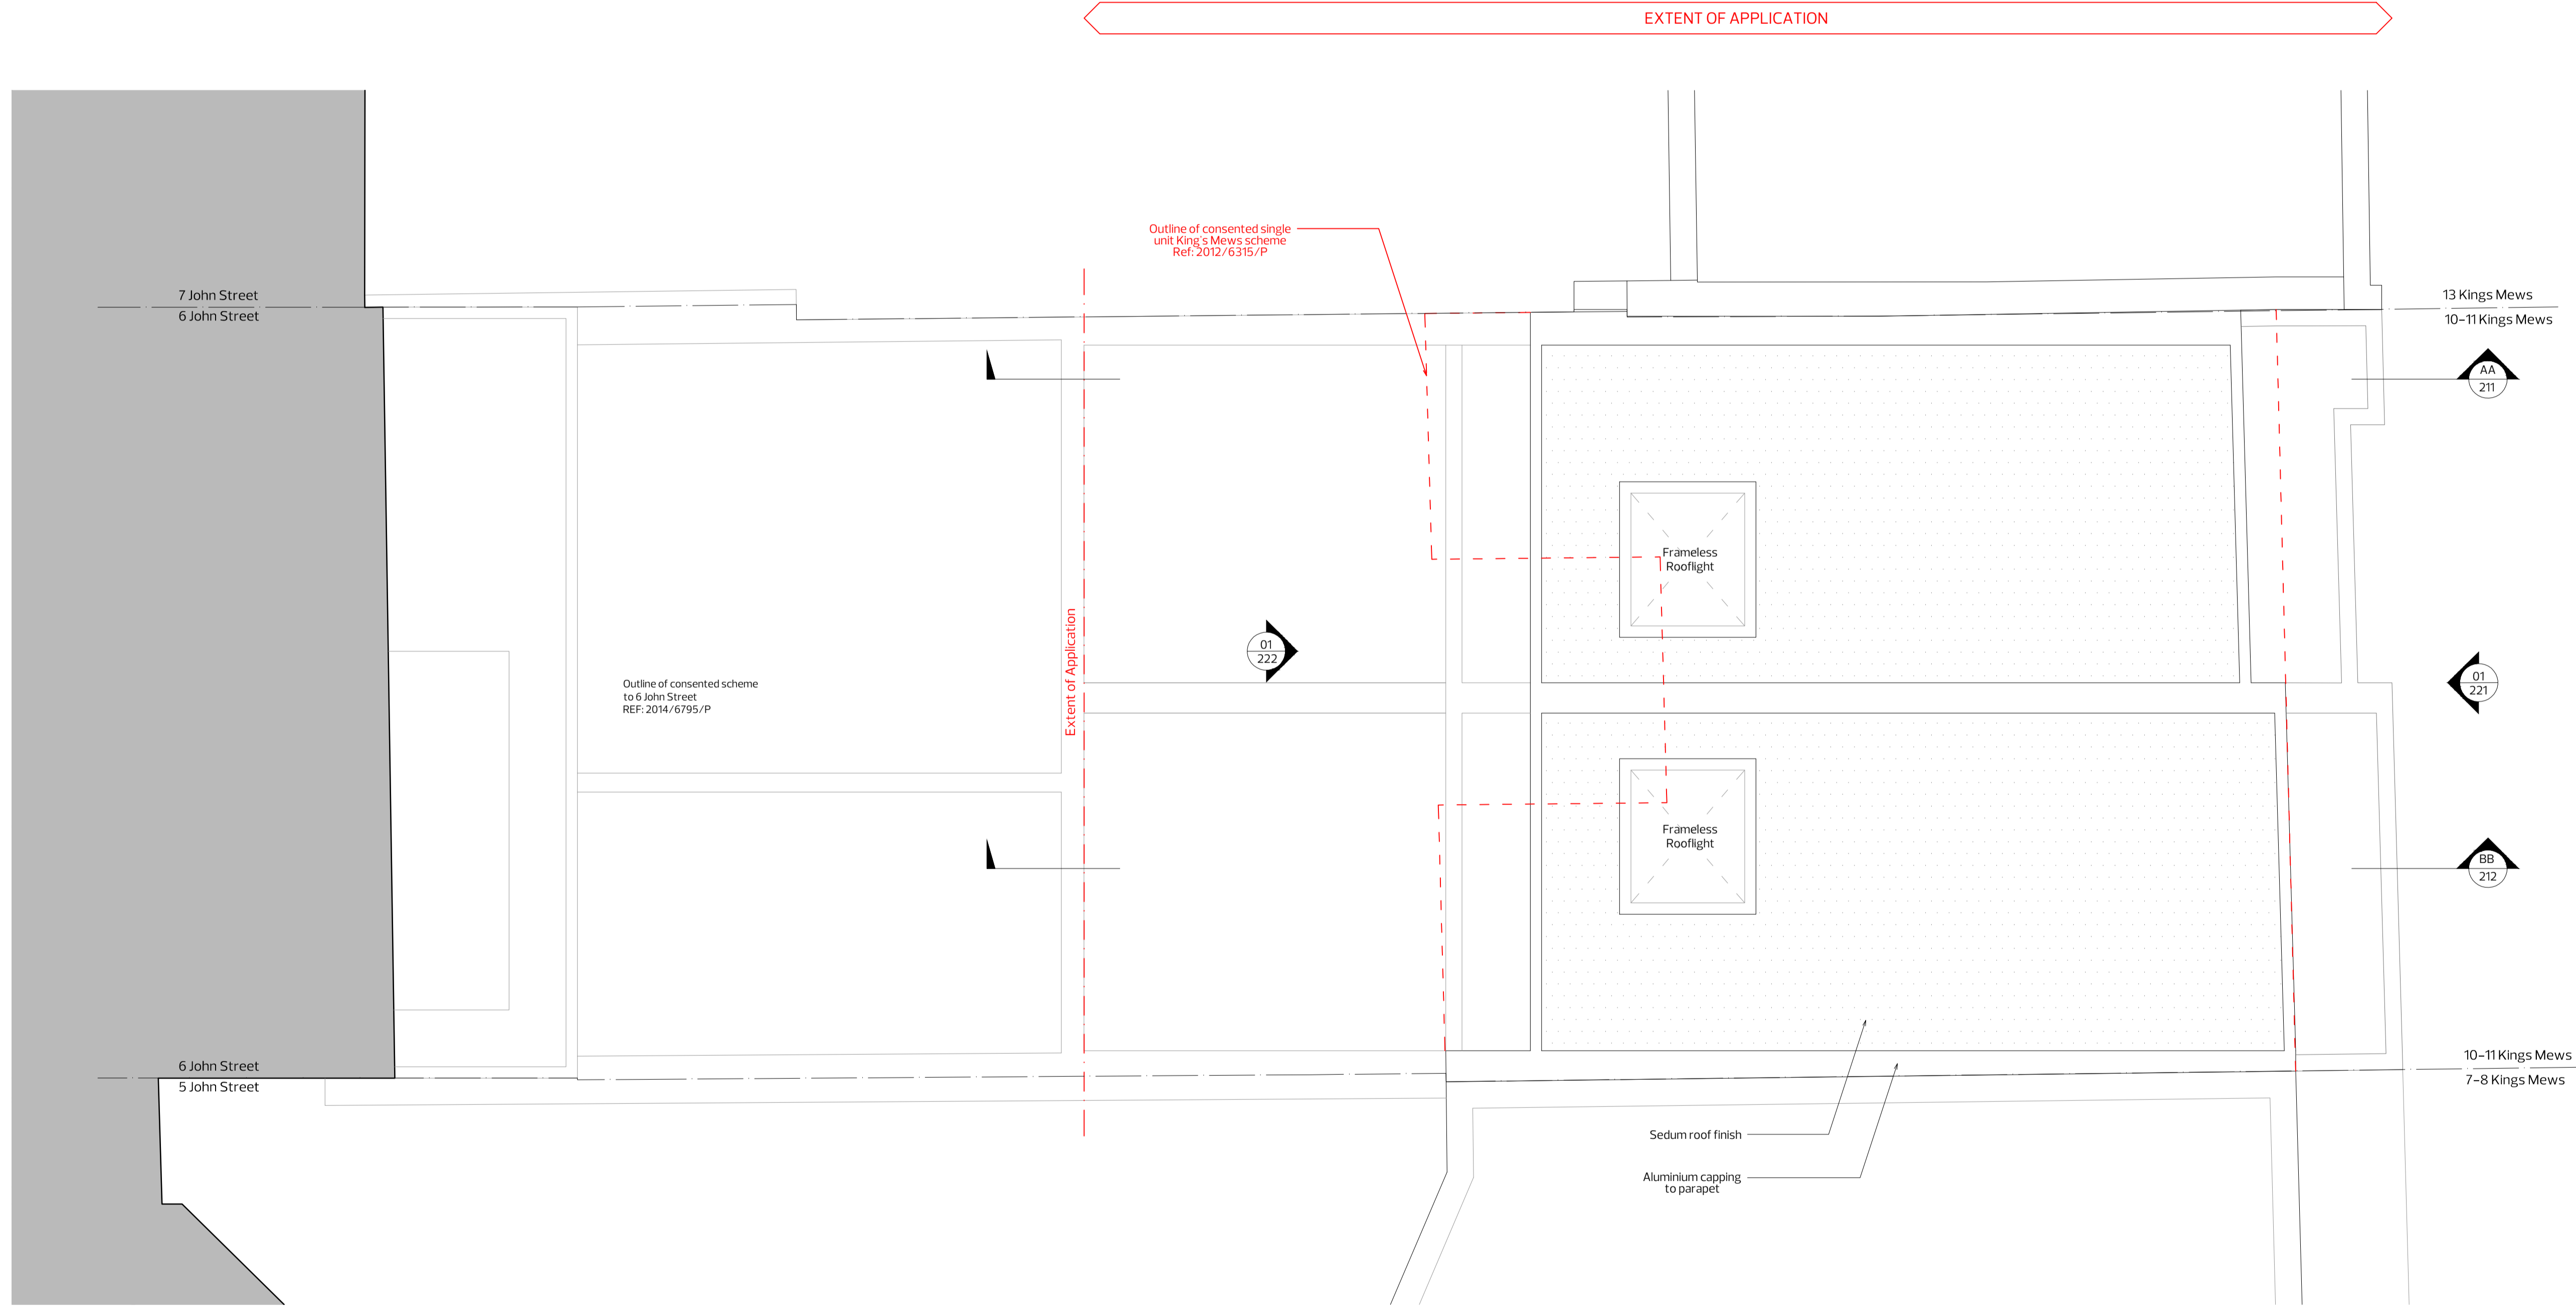 EXTENT OF APPLICATION
Outline of consented single
unit King's Mews scheme
Ref: 2012/6315/P
7 John Street
6 John Street
13 Kings Mews
10-11 Kings Mews
AA
211
Frameless
Rooflight
Extent of Application
01
222
Outline of consented scheme
to 6 John Street
REF: 2014/6795/P
01
221
Frameless
Rooflight
BB
212
6 John Street
5 John Street
10-11 Kings Mews
7-8 Kings Mews
Sedum roof finish
Aluminium capping
to parapet